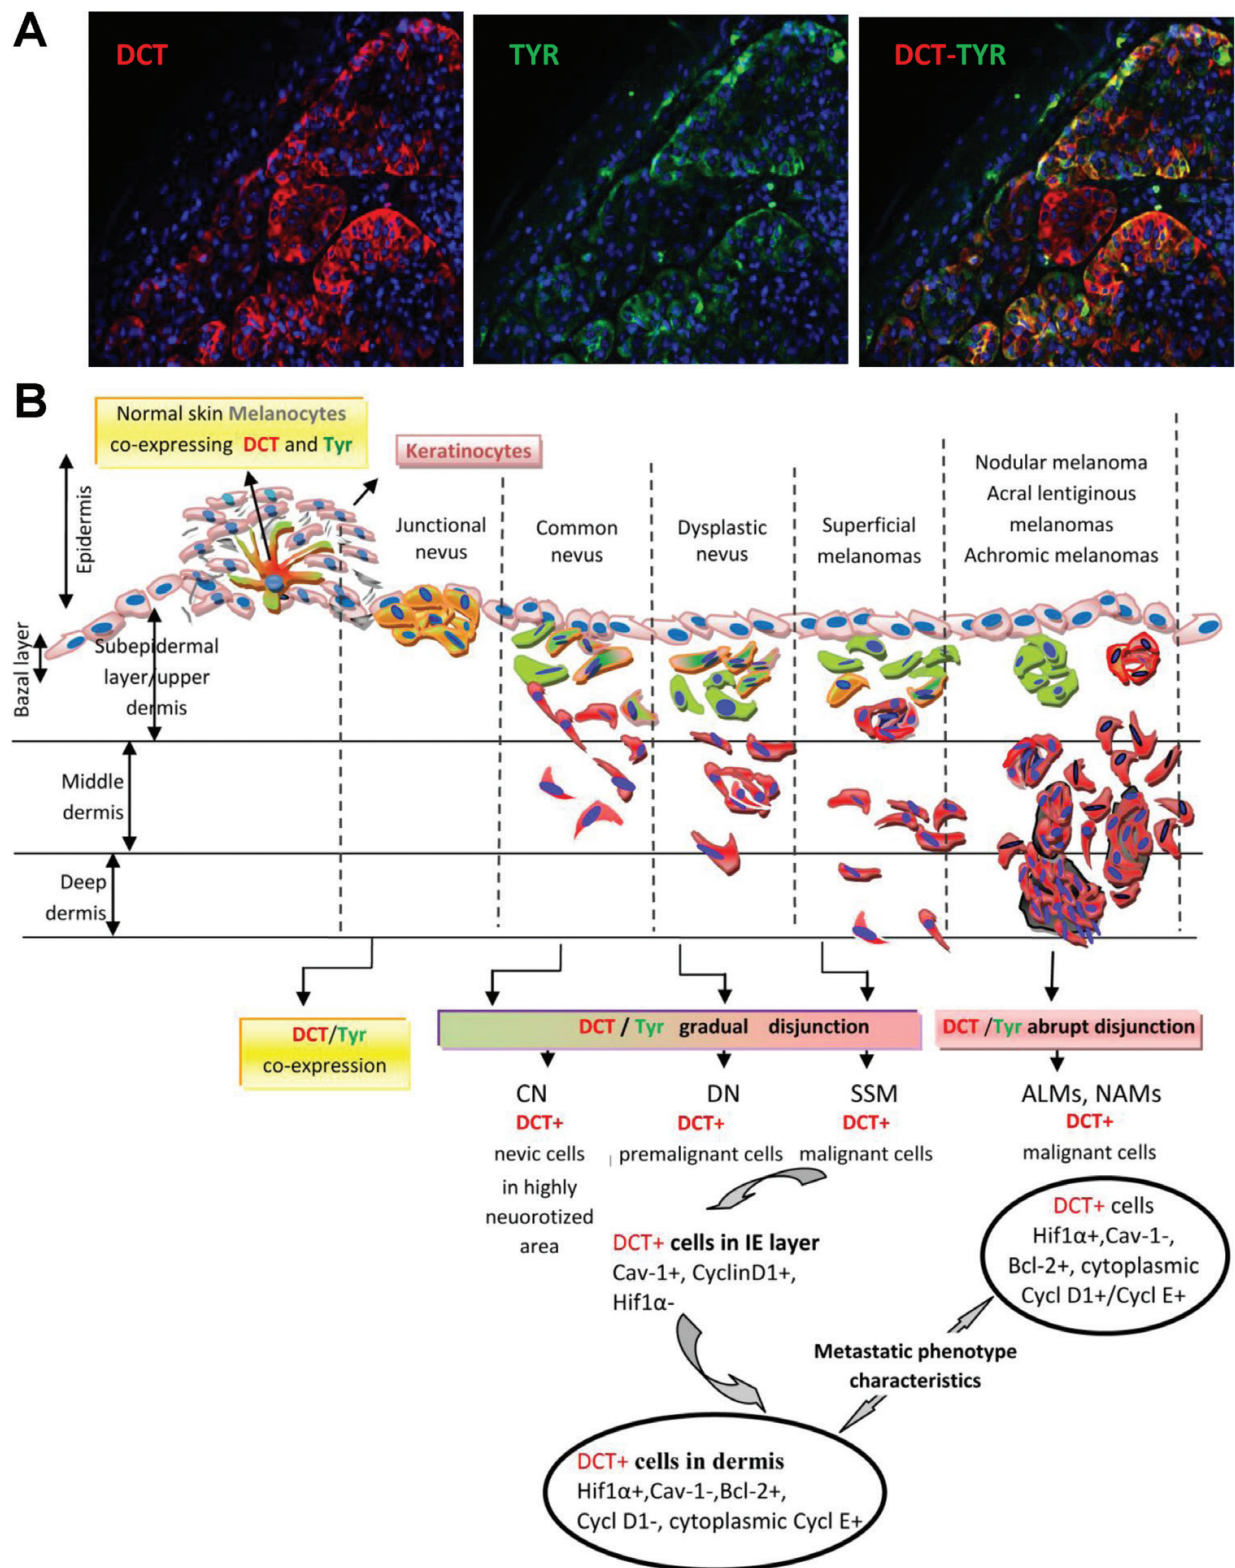 A
DCT
TYR
DCT-TYR
B
Normal skin Melanocytes
co-expressing DCT and Tyr
Keratinocytes
Epidermis
Bazal layer
Subepidermal
layer/upper
dermis
Middle
dermis
Deep
dermis
Junctional
nevus
Common
nevus
Dysplastic
nevus
Superficial
melanomas
Nodular melanoma
Acral lentiginous
melanomas
Achromic melanomas
DCT/Tyr
co-expression
DCT / Tyr gradual disjunction
DCT /Tyr abrupt disjunction
CN
DCT+
nevic cells
in highly
neuorotized
area
DN
DCT+
premalignant cells
SSM
DCT+
malignant cells
ALMs, NAMs
DCT+
malignant cells
DCT+ cells in IE layer
Cav-1+, CyclinD1+,
Hif1α-
DCT+ cells
Hif1α+,Cav-1-,
Bcl-2+, cytoplasmic
Cycl D1+/Cycl E+
Metastatic phenotype
characteristics
DCT+ cells in dermis
Hif1α+,Cav-1-,Bcl-2+,
Cycl D1-, cytoplasmic Cycl E+